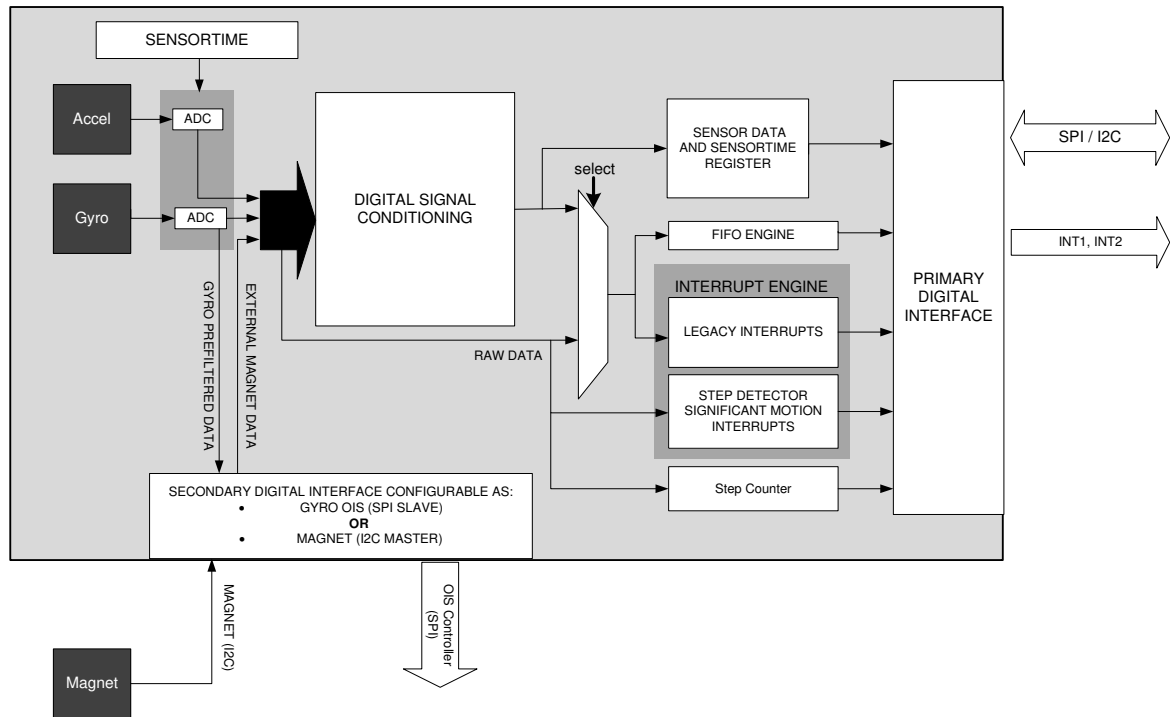 SENSORTIME
Accel
ADC
Gyro
ADC
DIGITAL SIGNAL
CONDITIONING
select
SENSOR DATA
AND SENSORTIME
REGISTER
FIFO ENGINE
INTERRUPT ENGINE
LEGACY INTERRUPTS
STEP DETECTOR
SIGNIFICANT MOTION
INTERRUPTS
Step Counter
RAW DATA
PRIMARY
DIGITAL
INTERFACE
SPI / I2C
INT1, INT2
GYRO PREFILTERED DATA
EXTERNAL MAGNET DATA
SECONDARY DIGITAL INTERFACE CONFIGURABLE AS:
• GYRO OIS (SPI SLAVE)
OR
• MAGNET (I2C MASTER)
MAGNET (I2C)
OIS Controller
(SPI)
Magnet